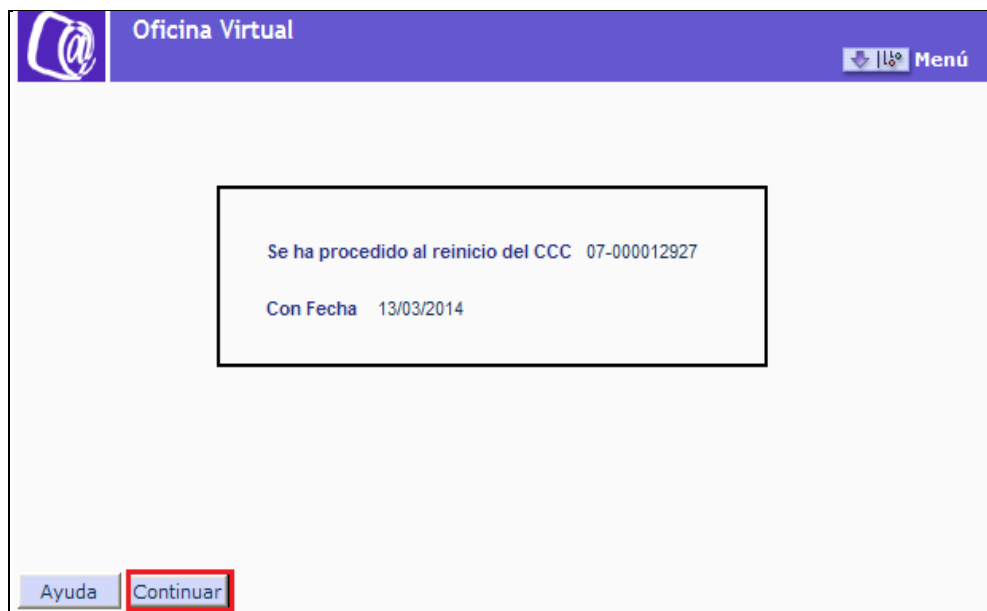 Oficina Virtual
Menú
Se ha procedido al reinicio del CCC 07-000012927
Con Fecha 13/03/2014
Ayuda Continuar